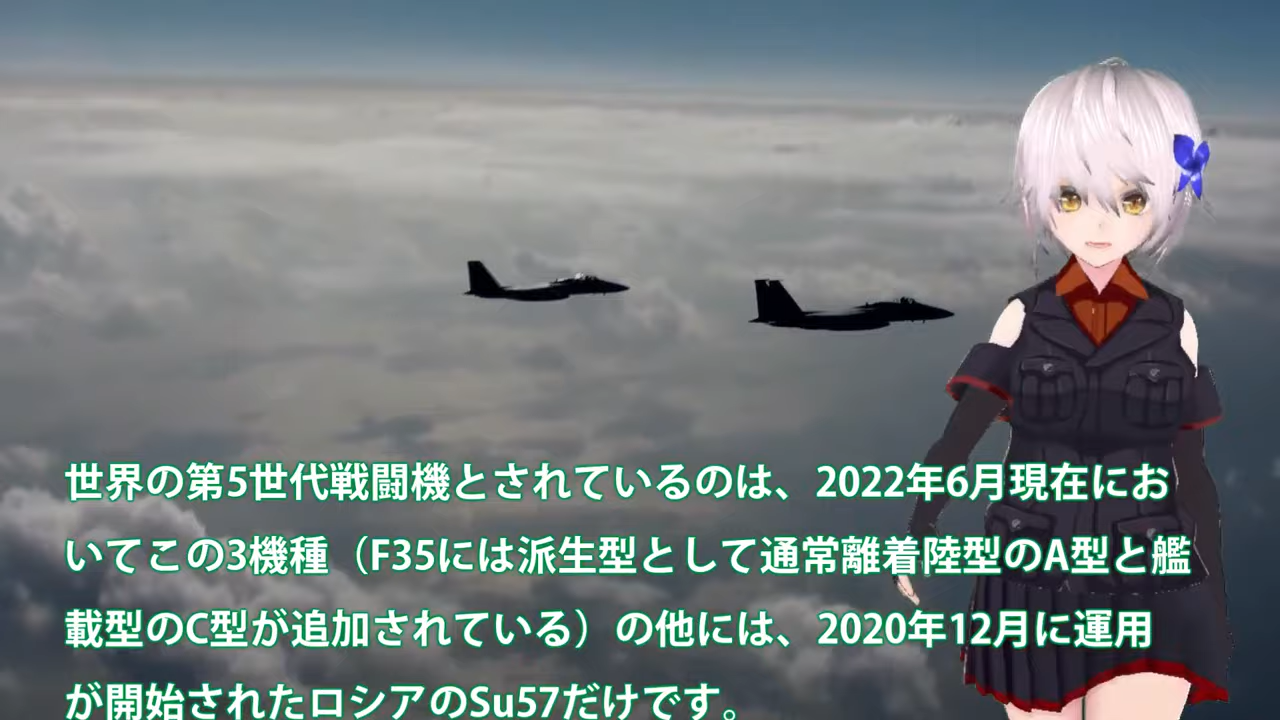 世界の第5世代戦闘機とされているのは、2022年6月現在にお
いてこの3機種（F35には派生型として通常離着陸型のA型と艦
載型のC型が追加されている）の他には、2020年12月に運用
が開始されたロシアのSu57だけです。